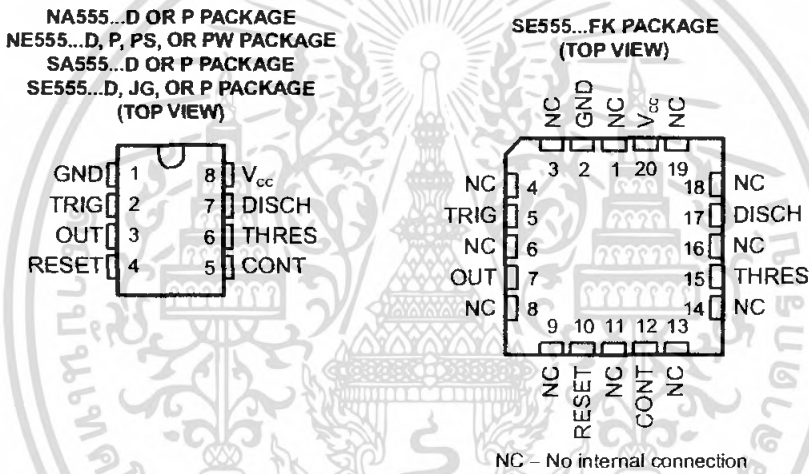 NA555...D OR P PACKAGE
NE555...D, P, PS, OR PW PACKAGE
SA555...D OR P PACKAGE
SE555...D, JG, OR P PACKAGE
(TOP VIEW)
GND 1 8 Vcc
TRIG 2 7 DISCH
OUT 3 6 THRES
RESET 4 5 CONT
SE555...FK PACKAGE
(TOP VIEW)
NC GND NC Vcc NC
3 2 1 20 19
NC 4 18 NC
TRIG 5 17 DISCH
NC 6 16 NC
OUT 7 15 THRES
NC 8 14 NC
9 10 11 12 13
NC RESET NC CONT NC
NC – No internal connection